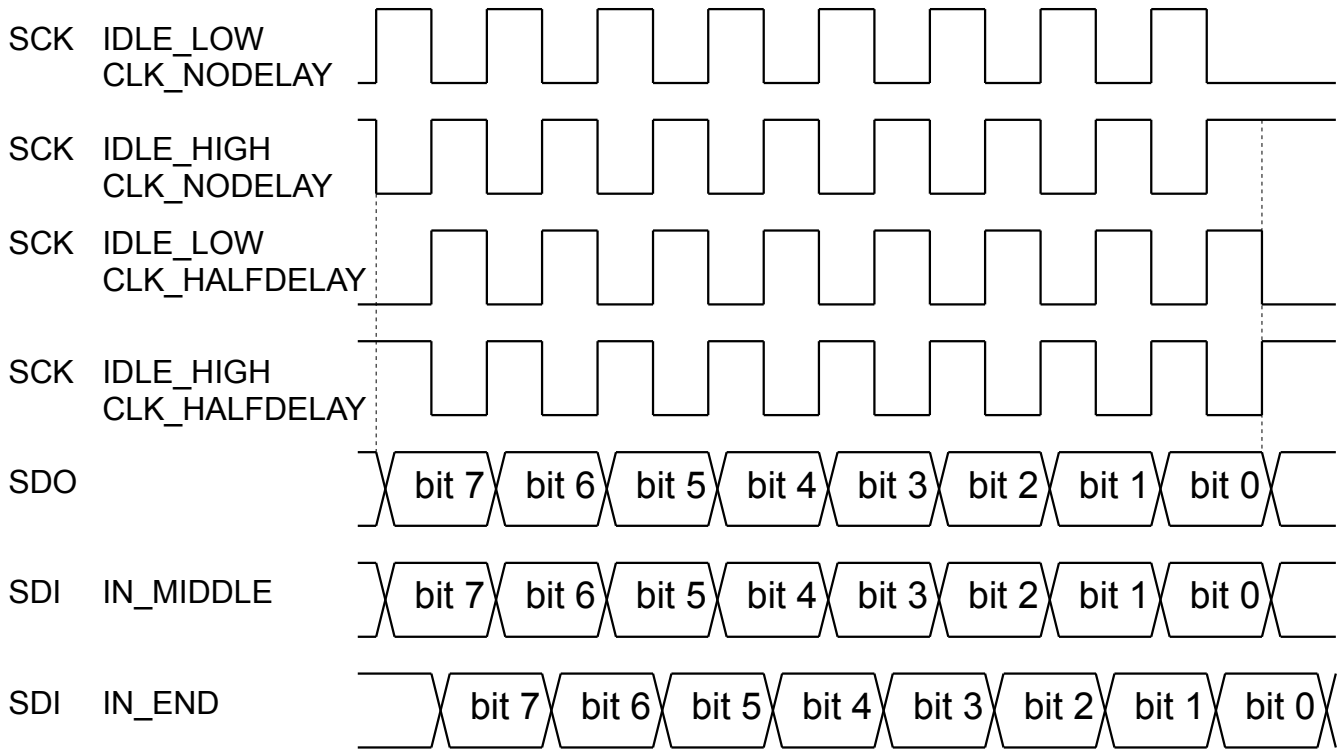 SCK IDLE_LOW
CLK_NODELAY
SCK IDLE_HIGH
CLK_NODELAY
SCK IDLE_LOW
CLK_HALFDELAY
SCK IDLE_HIGH
CLK_HALFDELAY
SDO bit 7 bit 6 bit 5 bit 4 bit 3 bit 2 bit 1 bit 0
SDI IN_MIDDLE bit 7 bit 6 bit 5 bit 4 bit 3 bit 2 bit 1 bit 0
SDI IN_END bit 7 bit 6 bit 5 bit 4 bit 3 bit 2 bit 1 bit 0